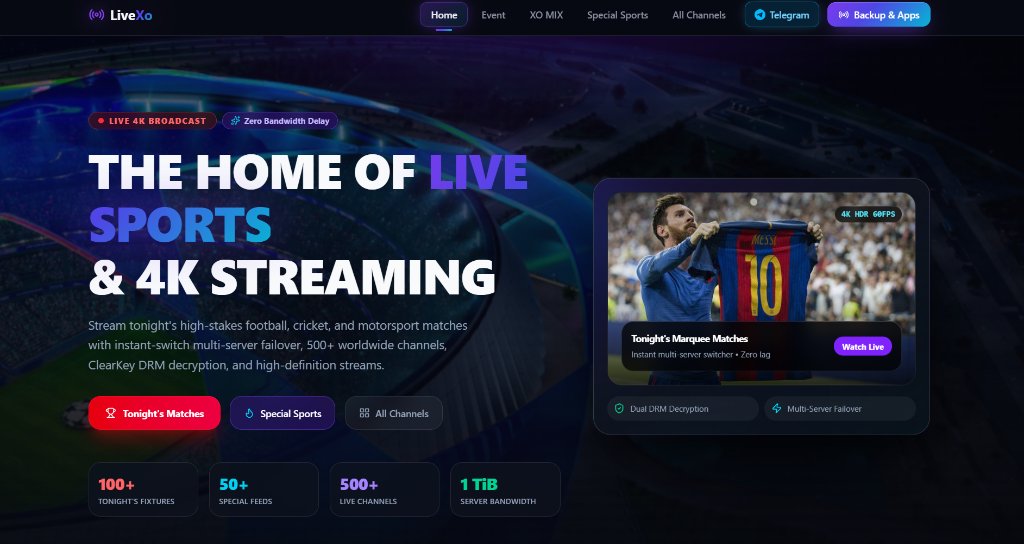 LiveXo
Home
Event
XO MIX
Special Sports
All Channels
Telegram
Backup & Apps
LIVE 4K BROADCAST
Zero Bandwidth Delay
THE HOME OF LIVE
SPORTS
& 4K STREAMING
Stream tonight's high-stakes football, cricket, and motorsport matches
with instant-switch multi-server failover, 500+ worldwide channels,
ClearKey DRM decryption, and high-definition streams.
Tonight's Matches
Special Sports
All Channels
100+
TONIGHT'S FIXTURES
50+
SPECIAL FEEDS
500+
LIVE CHANNELS
1 TiB
SERVER BANDWIDTH
4K HDR 60FPS
MESSI
10
Tonight's Marquee Matches
Instant multi-server switcher • Zero lag
Watch Live
Dual DRM Decryption
Multi-Server Failover